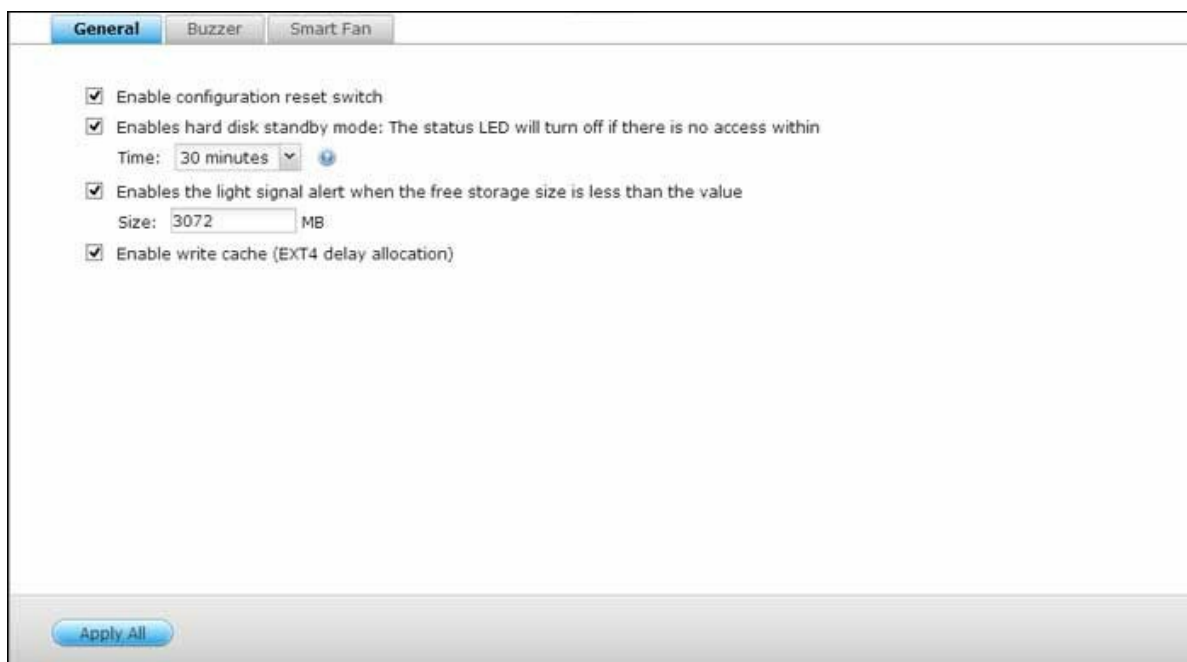 General Buzzer Smart Fan
Enable configuration reset switch
Enables hard disk standby mode: The status LED will turn off if there is no access within
Time: 30 minutes
Enables the light signal alert when the free storage size is less than the value
Size: 3072 MB
Enable write cache (EXT4 delay allocation)
Apply All